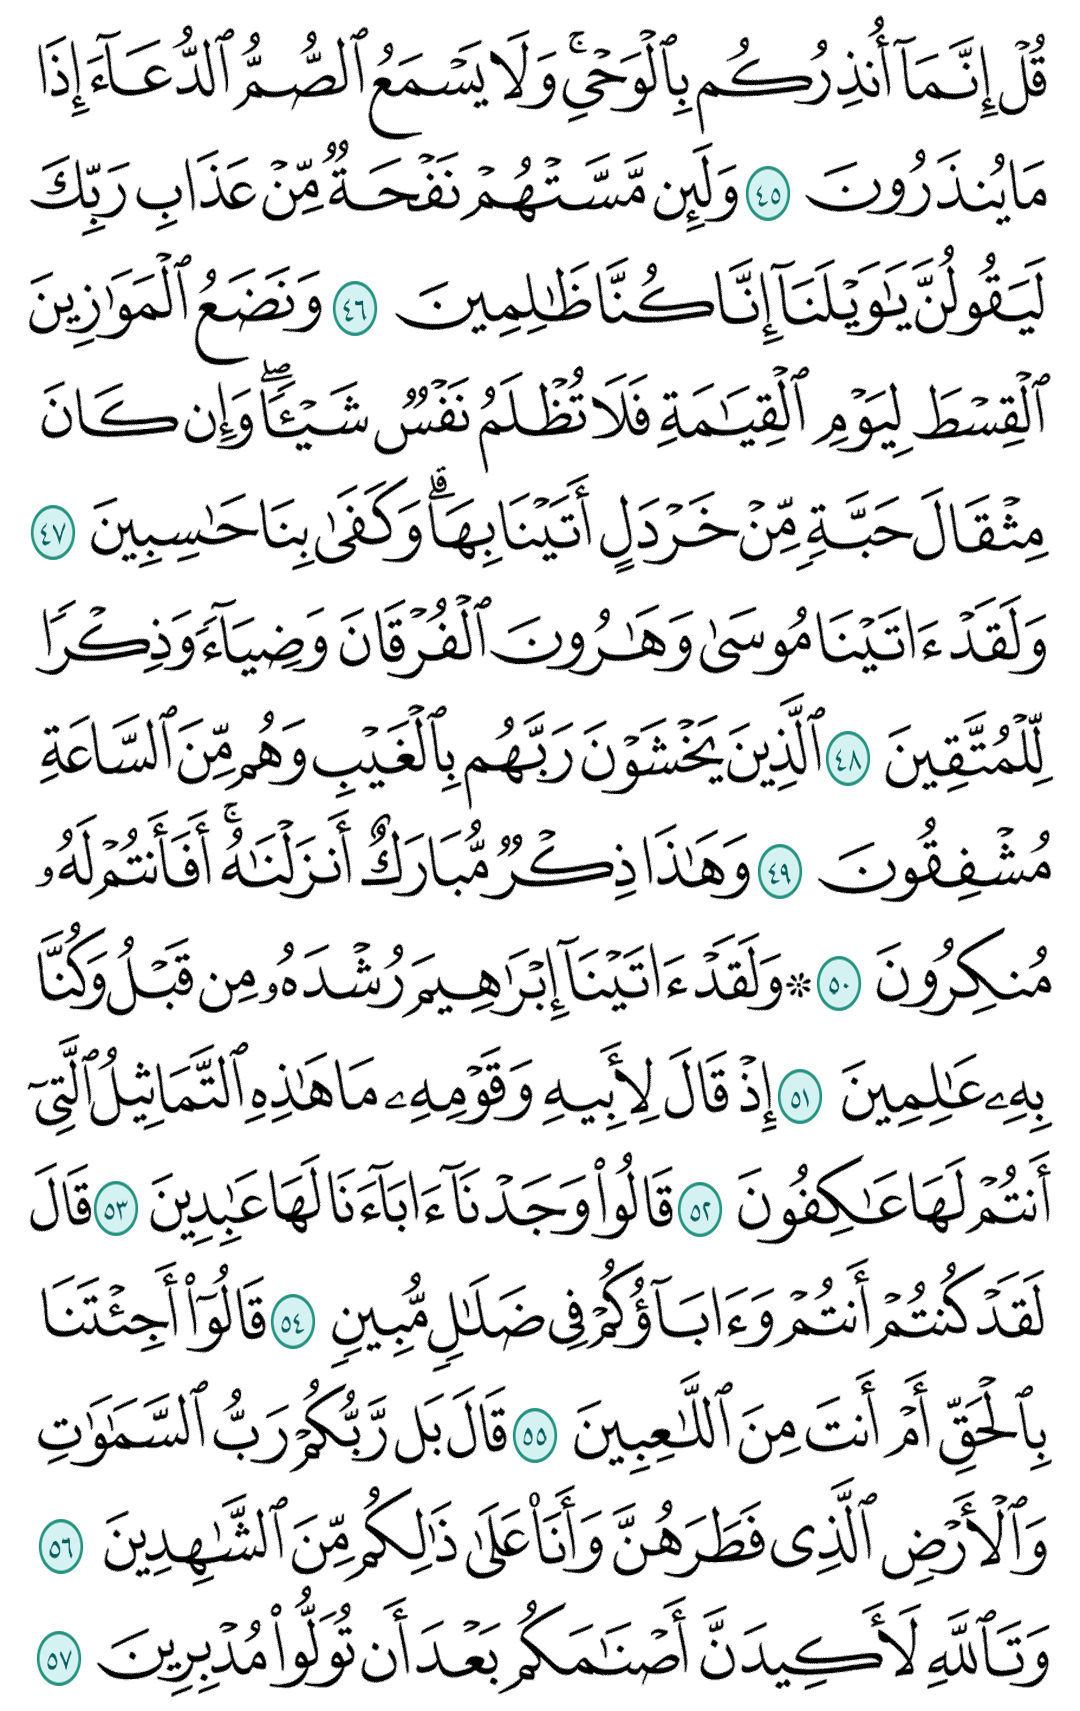 قُلْ إِنَّمَآ أُنذِرُكُم بِٱلْوَحْىِ ۚ وَلَا يَسْمَعُ ٱلصُّمُّ ٱلدُّعَآءَ إِذَا
مَا يُنذَرُونَ ٤٥ وَلَئِن مَّسَّتْهُمْ نَفْحَةٌ مِّنْ عَذَابِ رَبِّكَ
لَيَقُولُنَّ يَٰوَيْلَنَآ إِنَّا كُنَّا ظَٰلِمِينَ ٤٦ وَنَضَعُ ٱلْمَوَٰزِينَ
ٱلْقِسْطَ لِيَوْمِ ٱلْقِيَٰمَةِ فَلَا تُظْلَمُ نَفْسٌ شَيْـًٔا ۖ وَإِن كَانَ
مِثْقَالَ حَبَّةٍ مِّنْ خَرْدَلٍ أَتَيْنَا بِهَا ۗ وَكَفَىٰ بِنَا حَٰسِبِينَ ٤٧
وَلَقَدْ ءَاتَيْنَا مُوسَىٰ وَهَٰرُونَ ٱلْفُرْقَانَ وَضِيَآءً وَذِكْرًا
لِّلْمُتَّقِينَ ٤٨ ٱلَّذِينَ يَخْشَوْنَ رَبَّهُم بِٱلْغَيْبِ وَهُم مِّنَ ٱلسَّاعَةِ
مُشْفِقُونَ ٤٩ وَهَٰذَا ذِكْرٌ مُّبَارَكٌ أَنزَلْنَٰهُ ۚ أَفَأَنتُمْ لَهُۥ
مُنكِرُونَ ٥٠ ۞ وَلَقَدْ ءَاتَيْنَآ إِبْرَٰهِيمَ رُشْدَهُۥ مِن قَبْلُ وَكُنَّا
بِهِۦ عَٰلِمِينَ ٥١ إِذْ قَالَ لِأَبِيهِ وَقَوْمِهِۦ مَا هَٰذِهِ ٱلتَّمَاثِيلُ ٱلَّتِىٓ
أَنتُمْ لَهَا عَٰكِفُونَ ٥٢ قَالُوا۟ وَجَدْنَآ ءَابَآءَنَا لَهَا عَٰبِدِينَ ٥٣ قَالَ
لَقَدْ كُنتُمْ أَنتُمْ وَءَابَآؤُكُمْ فِى ضَلَٰلٍ مُّبِينٍ ٥٤ قَالُوٓا۟ أَجِئْتَنَا
بِٱلْحَقِّ أَمْ أَنتَ مِنَ ٱللَّٰعِبِينَ ٥٥ قَالَ بَل رَّبُّكُمْ رَبُّ ٱلسَّمَٰوَٰتِ
وَٱلْأَرْضِ ٱلَّذِى فَطَرَهُنَّ وَأَنَا۠ عَلَىٰ ذَٰلِكُم مِّنَ ٱلشَّٰهِدِينَ ٥٦
وَتَٱللَّهِ لَأَكِيدَنَّ أَصْنَٰمَكُم بَعْدَ أَن تُوَلُّوا۟ مُدْبِرِينَ ٥٧